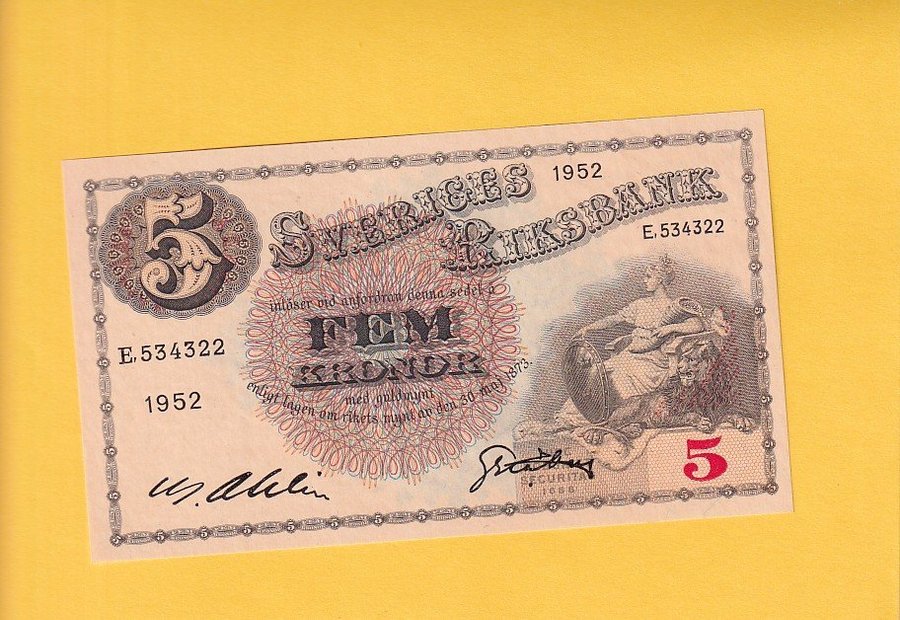 5
SVERIGES
1952
RIKSBANK
E, 534322
inlöser vid anfordran denna sedel å
FEM
KRONOR
med guldmynt
enligt lagen om rikets mynt av den 30 maj 1873.
E, 534322
1952
SECURITAS
1668
5